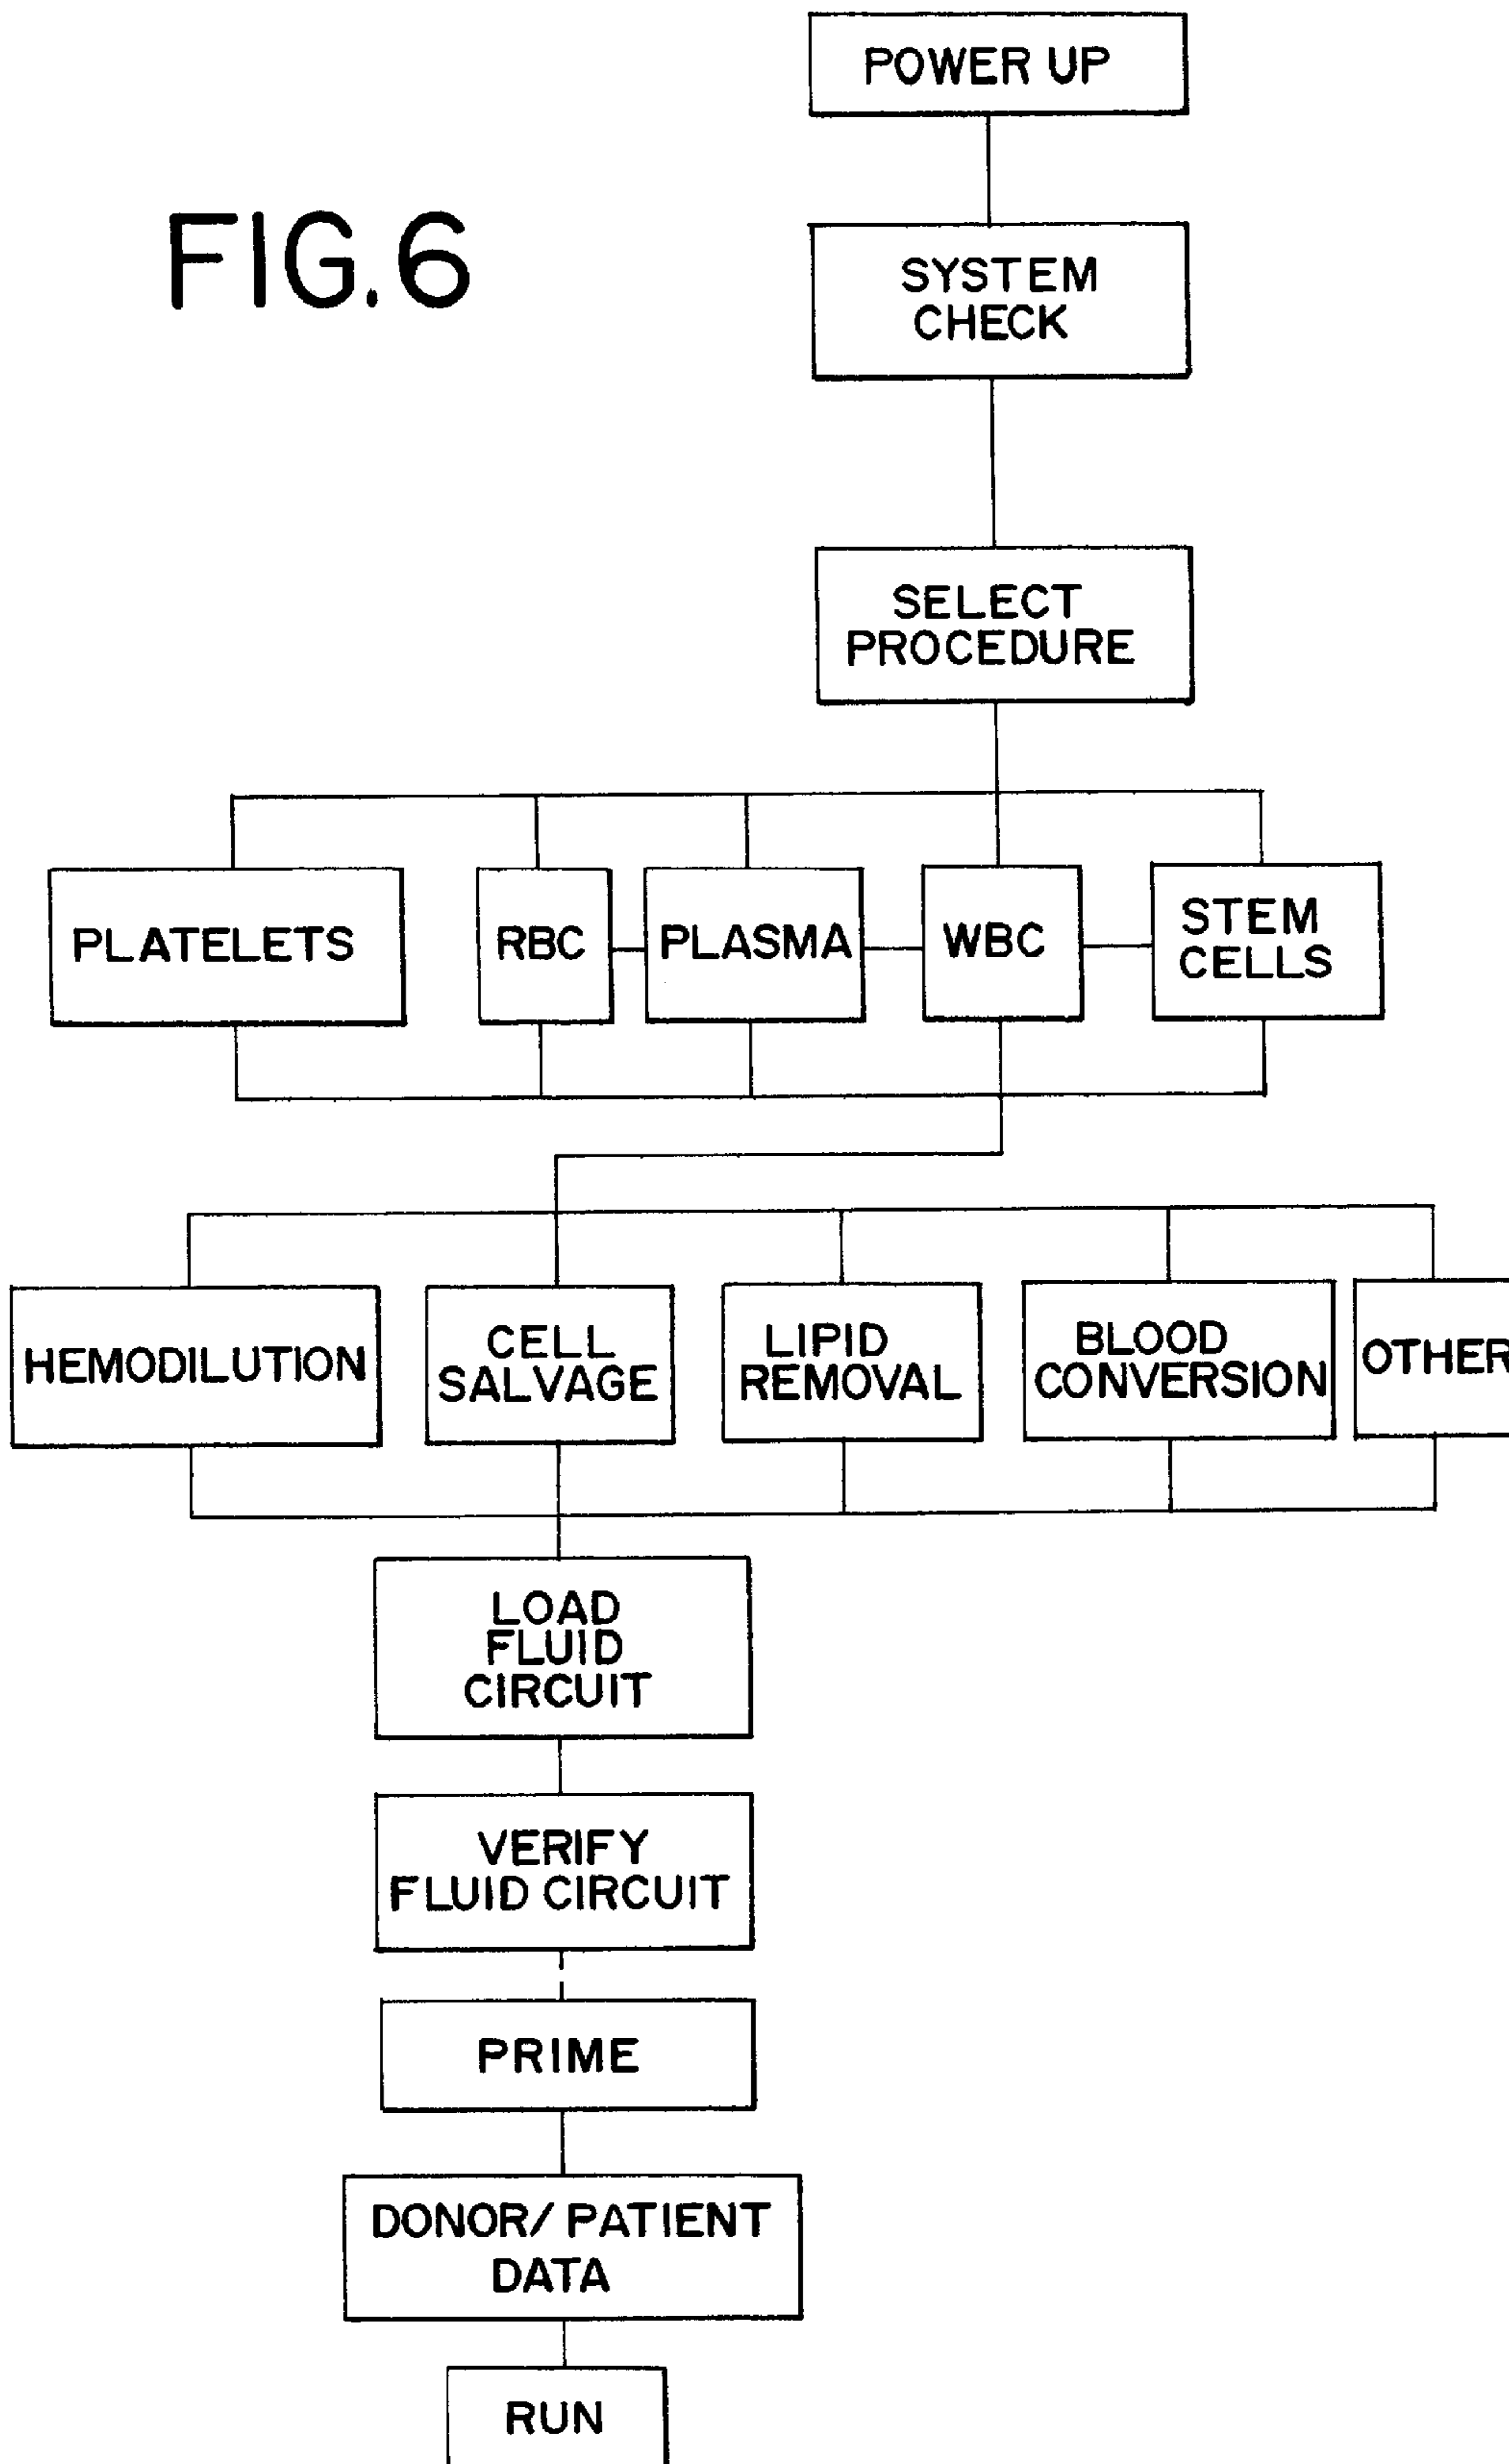 POWER UP
FIG.6
SYSTEM
CHECK
SELECT
PROCEDURE
PLATELETS
RBC
PLASMA
WBC
STEM
CELLS
HEMODILUTION
CELL
SALVAGE
LIPID
REMOVAL
BLOOD
CONVERSION
OTHER
LOAD
FLUID
CIRCUIT
VERIFY
FLUID CIRCUIT
PRIME
DONOR/ PATIENT
DATA
RUN